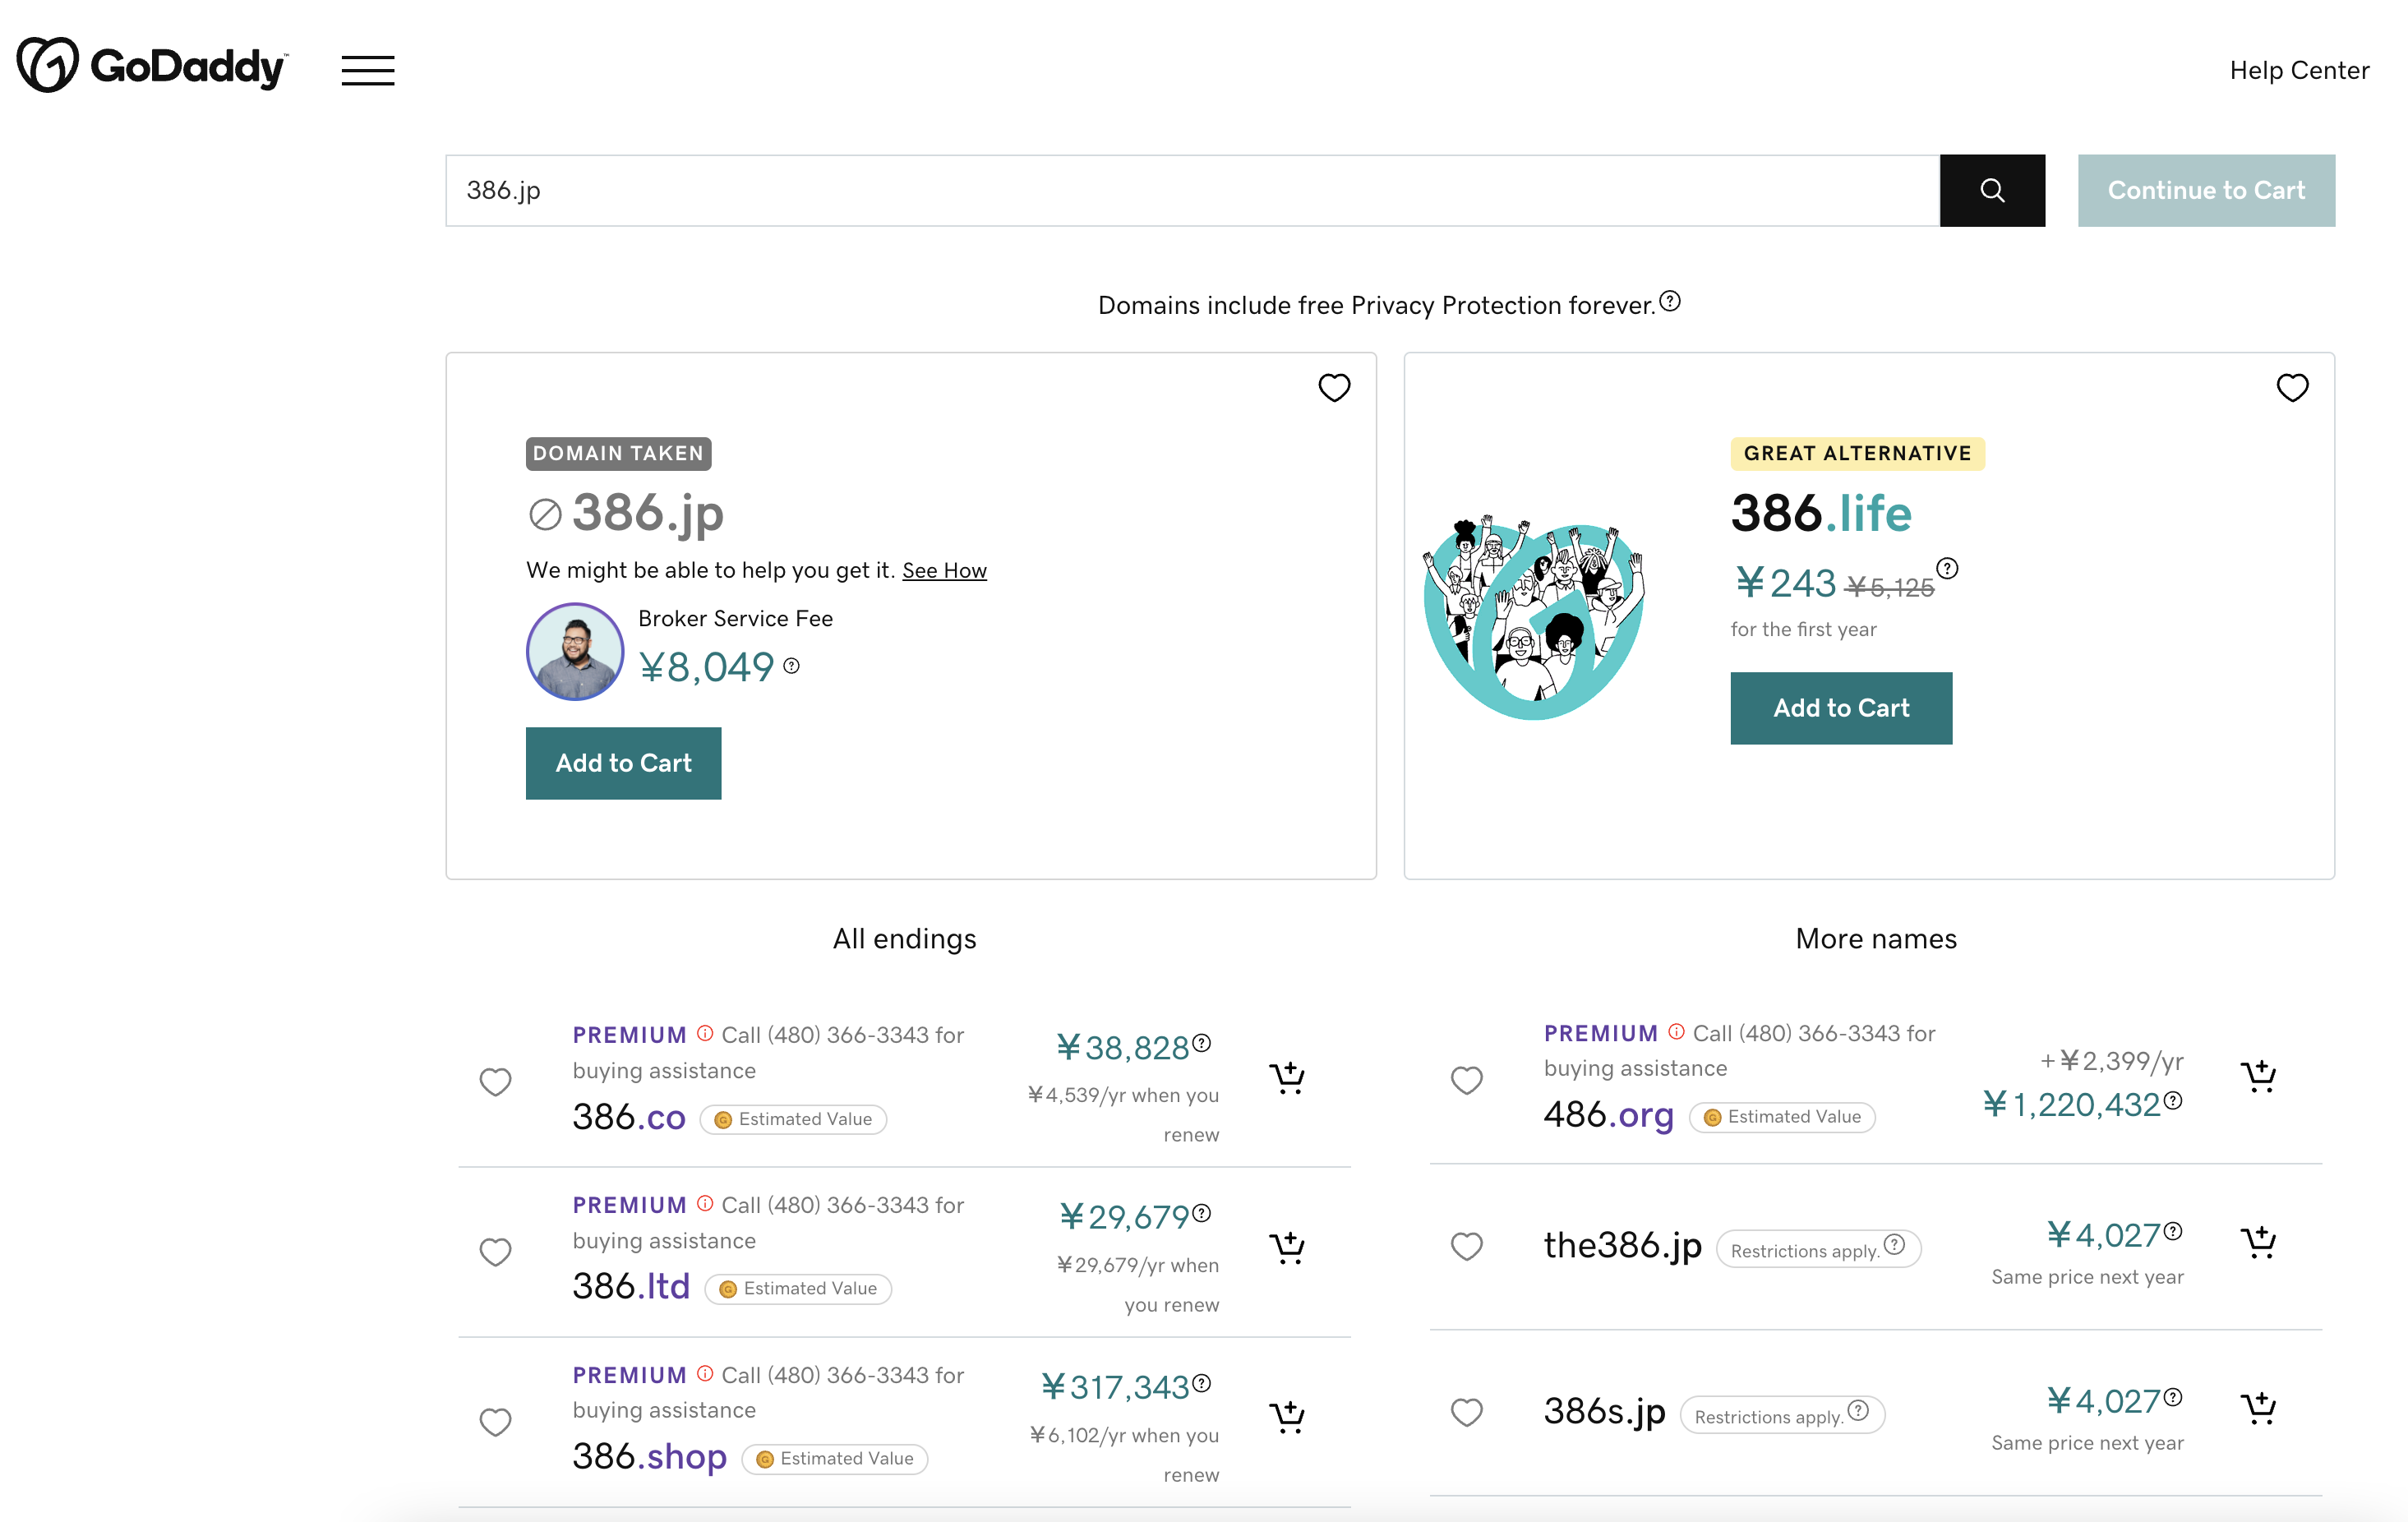 GoDaddy
Help Center
386.jp
Continue to Cart
Domains include free Privacy Protection forever.
DOMAIN TAKEN
386.jp
We might be able to help you get it. See How
Broker Service Fee
¥8,049
Add to Cart
GREAT ALTERNATIVE
386.life
¥243 ¥5,125
for the first year
Add to Cart
All endings
PREMIUM Call (480) 366-3343 for
buying assistance
386.co Estimated Value
¥38,828
¥4,539/yr when you
renew
PREMIUM Call (480) 366-3343 for
buying assistance
386.ltd Estimated Value
¥29,679
¥29,679/yr when
you renew
PREMIUM Call (480) 366-3343 for
buying assistance
386.shop Estimated Value
¥317,343
¥6,102/yr when you
renew
More names
PREMIUM Call (480) 366-3343 for
buying assistance
486.org Estimated Value
+¥2,399/yr
¥1,220,432
the386.jp Restrictions apply.
¥4,027
Same price next year
386s.jp Restrictions apply.
¥4,027
Same price next year